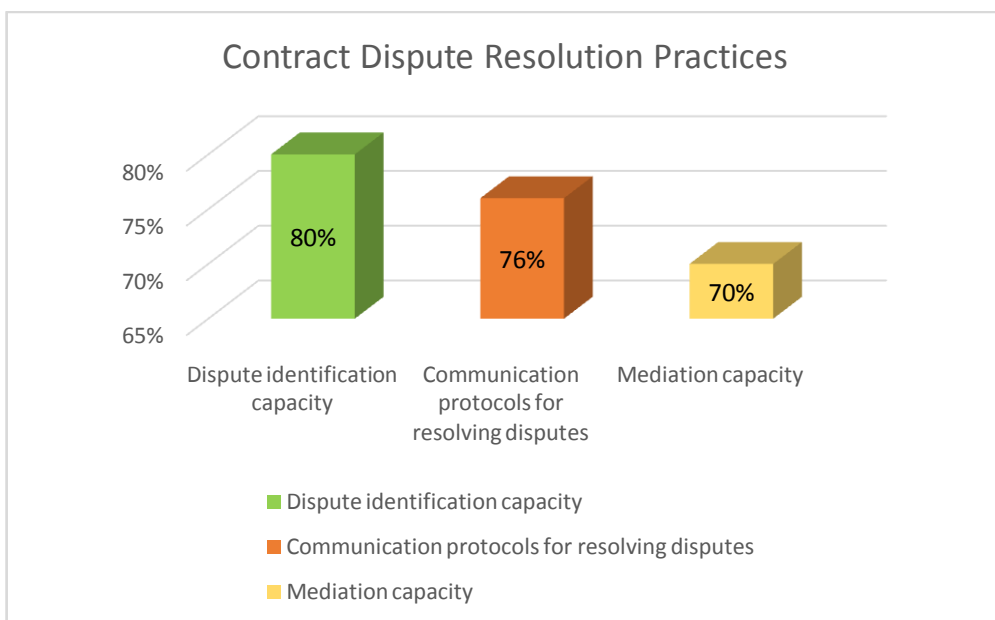 Contract Dispute Resolution Practices
80%
75%
70%
65%
80%
76%
70%
Dispute identification
capacity
Communication
protocols for
resolving disputes
Mediation capacity
Dispute identification capacity
Communication protocols for resolving disputes
Mediation capacity